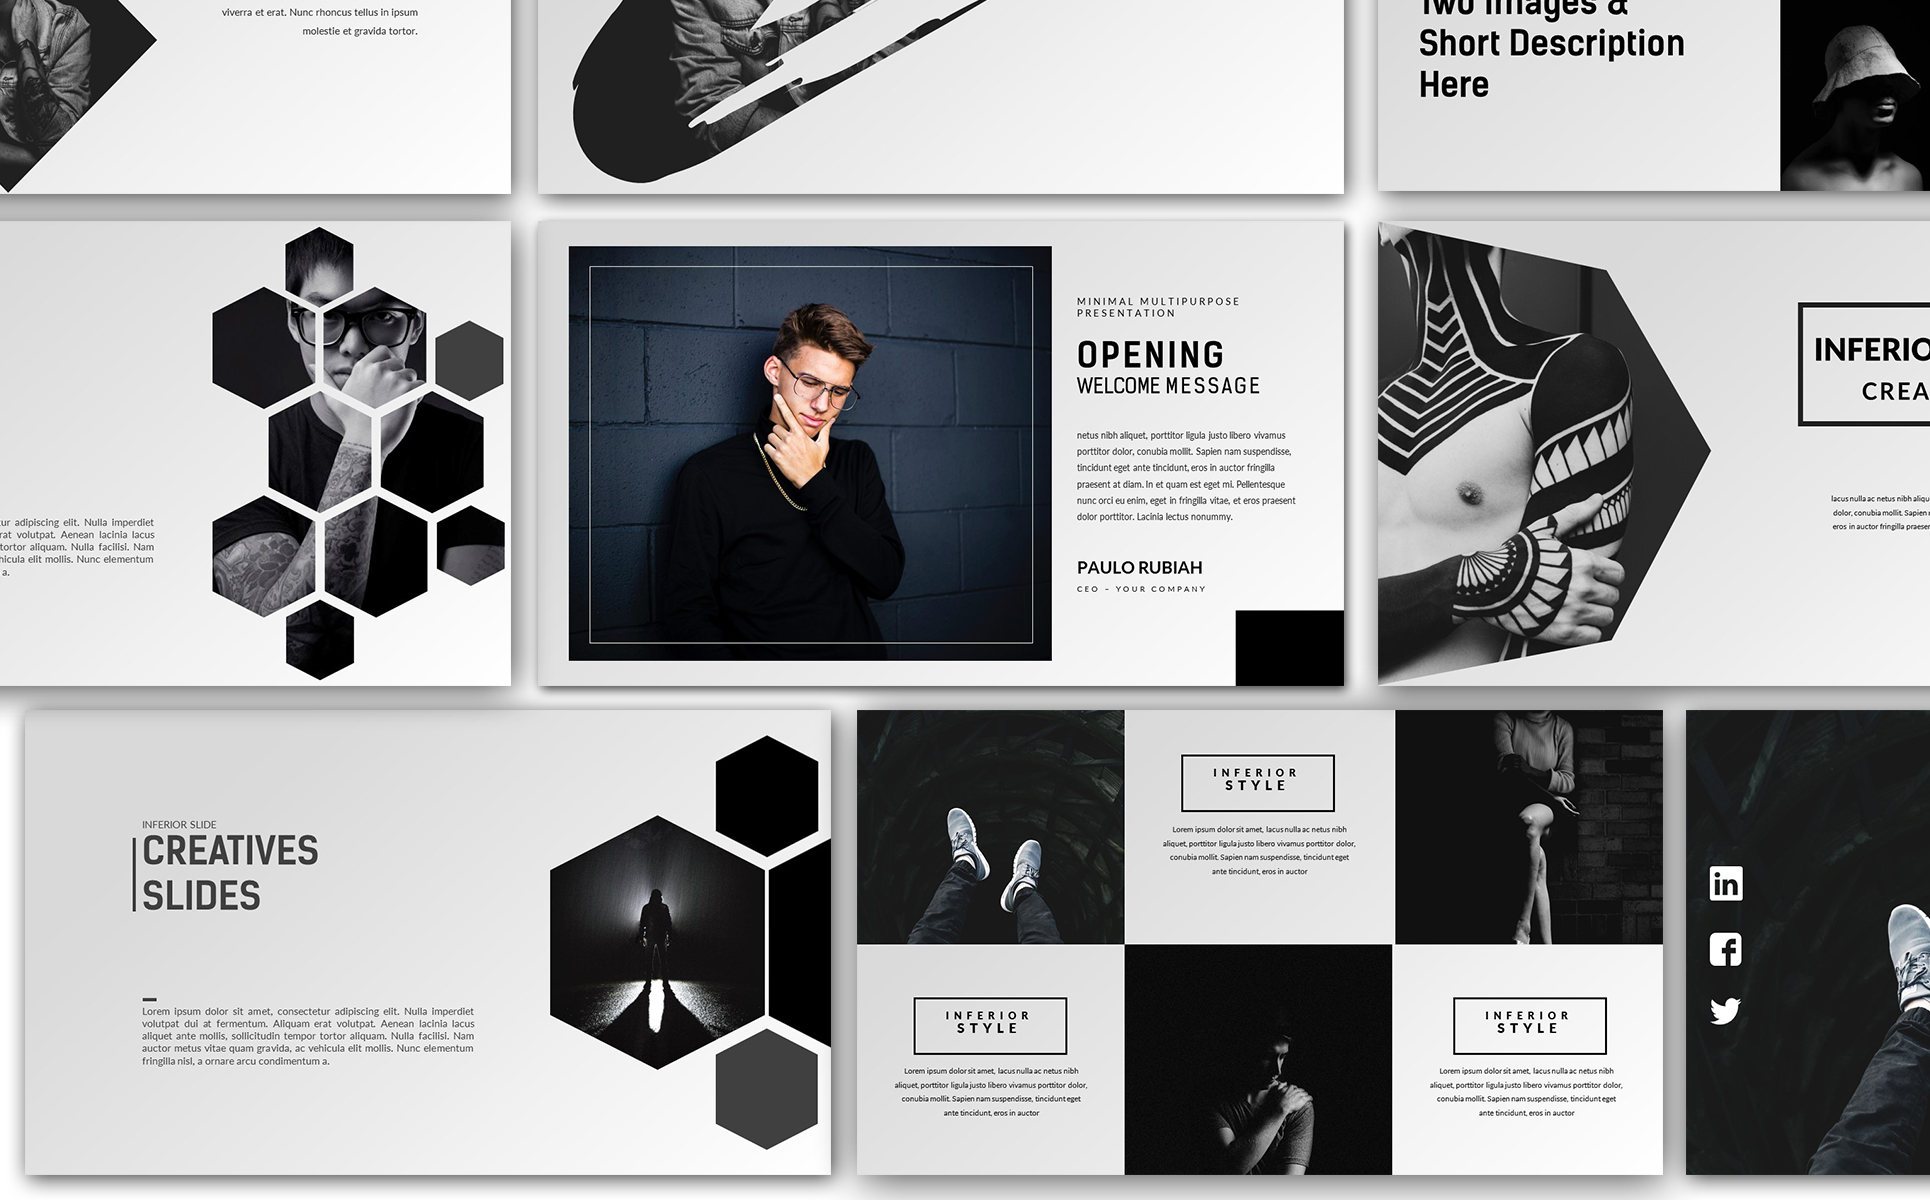 viverra et erat. Nunc rhoncus tellus in ipsum
molestie et gravida tortor.
Two Images &
Short Description
Here
tur adipiscing elit. Nulla imperdiet
rat volutpat. Aenean lacinia lacus
tortor aliquam. Nulla facilisi. Nam
hicula elit mollis. Nunc elementum
a.
MINIMAL MULTIPURPOSE
PRESENTATION
OPENING
WELCOME MESSAGE
netus nibh aliquet, porttitor ligula justo libero vivamus
porttitor dolor, conubia mollit. Sapien nam suspendisse,
tincidunt eget ante tincidunt, eros in auctor fringilla
praesent at diam. In et quam est eget mi. Pellentesque
nunc orci eu enim, eget in fringilla vitae, et eros praesent
dolor porttitor. Lacinia lectus nonummy.
PAULO RUBIAH
CEO – YOUR COMPANY
INFERIO
CREA
lacus nulla ac netus nibh aliqu
dolor, conubia mollit. Sapien
eros in auctor fringilla praese
INFERIOR SLIDE
CREATIVES
SLIDES
Lorem ipsum dolor sit amet, consectetur adipiscing elit. Nulla imperdiet
volutpat dui at fermentum. Aliquam erat volutpat. Aenean lacinia lacus
aliquet ante mollis, sollicitudin tempor tortor aliquam. Nulla facilisi. Nam
auctor metus vitae quam gravida, ac vehicula elit mollis. Nunc elementum
fringilla nisl, a ornare arcu condimentum a.
INFERIOR
STYLE
Lorem ipsum dolor sit amet, lacus nulla ac netus nibh
aliquet, porttitor ligula justo libero vivamus porttitor dolor,
conubia mollit. Sapien nam suspendisse, tincidunt eget
ante tincidunt, eros in auctor
INFERIOR
STYLE
Lorem ipsum dolor sit amet, lacus nulla ac netus nibh
aliquet, porttitor ligula justo libero vivamus porttitor dolor,
conubia mollit. Sapien nam suspendisse, tincidunt eget
ante tincidunt, eros in auctor
INFERIOR
STYLE
Lorem ipsum dolor sit amet, lacus nulla ac netus nibh
aliquet, porttitor ligula justo libero vivamus porttitor dolor,
conubia mollit. Sapien nam suspendisse, tincidunt eget
ante tincidunt, eros in auctor
in
f